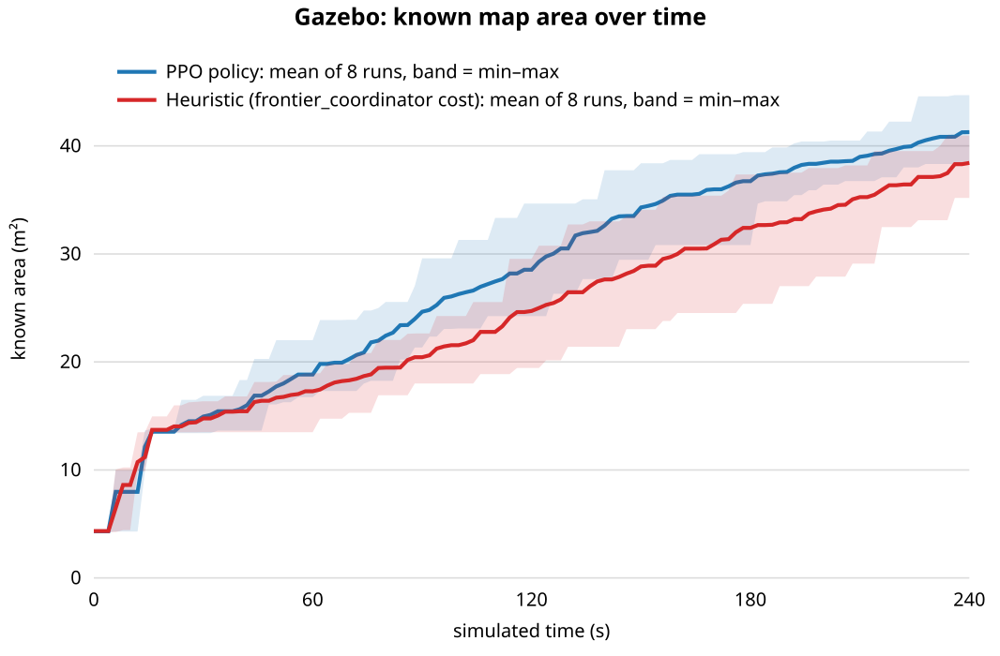 Gazebo: known map area over time
PPO policy: mean of 8 runs, band = min–max
Heuristic (frontier_coordinator cost): mean of 8 runs, band = min–max
known area (m²)
40
30
20
10
0
0 60 120 180 240
simulated time (s)